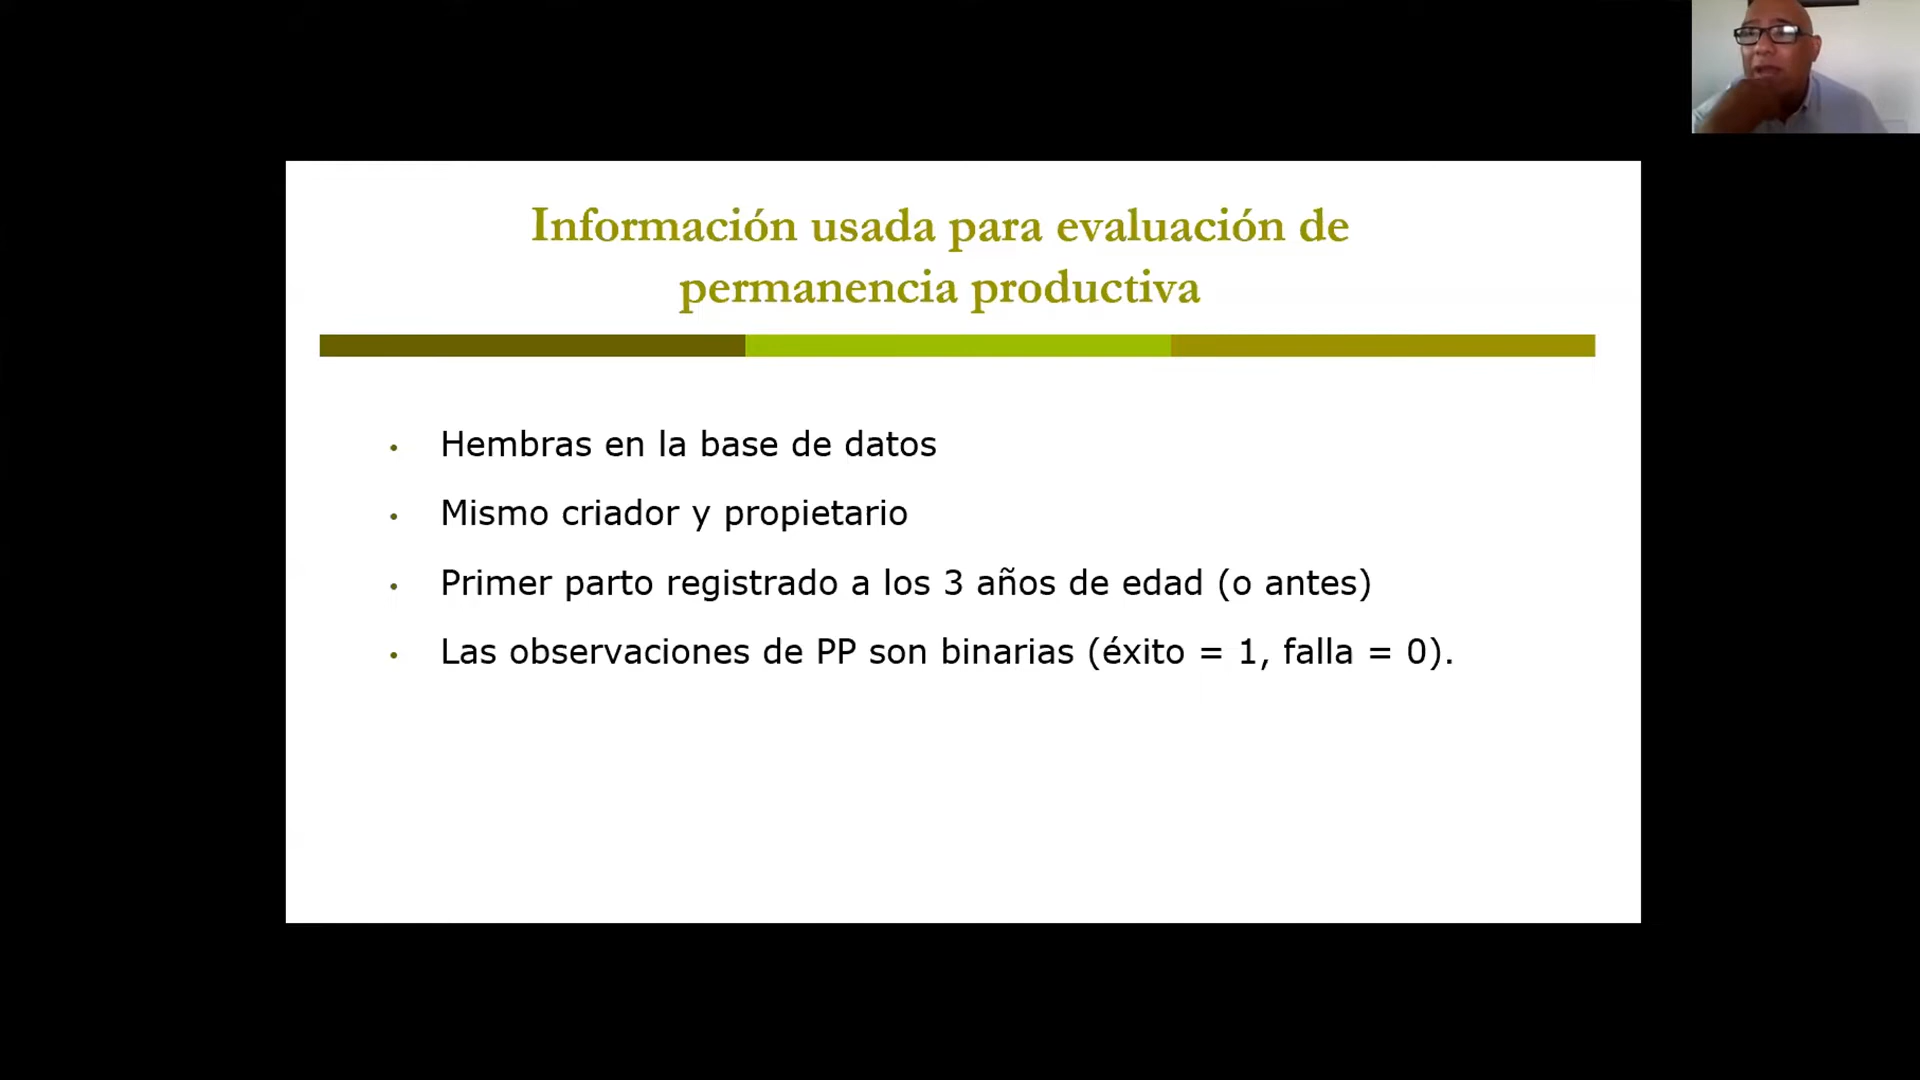 Información usada para evaluación de
permanencia productiva
• Hembras en la base de datos
• Mismo criador y propietario
• Primer parto registrado a los 3 años de edad (o antes)
• Las observaciones de PP son binarias (éxito = 1, falla = 0).